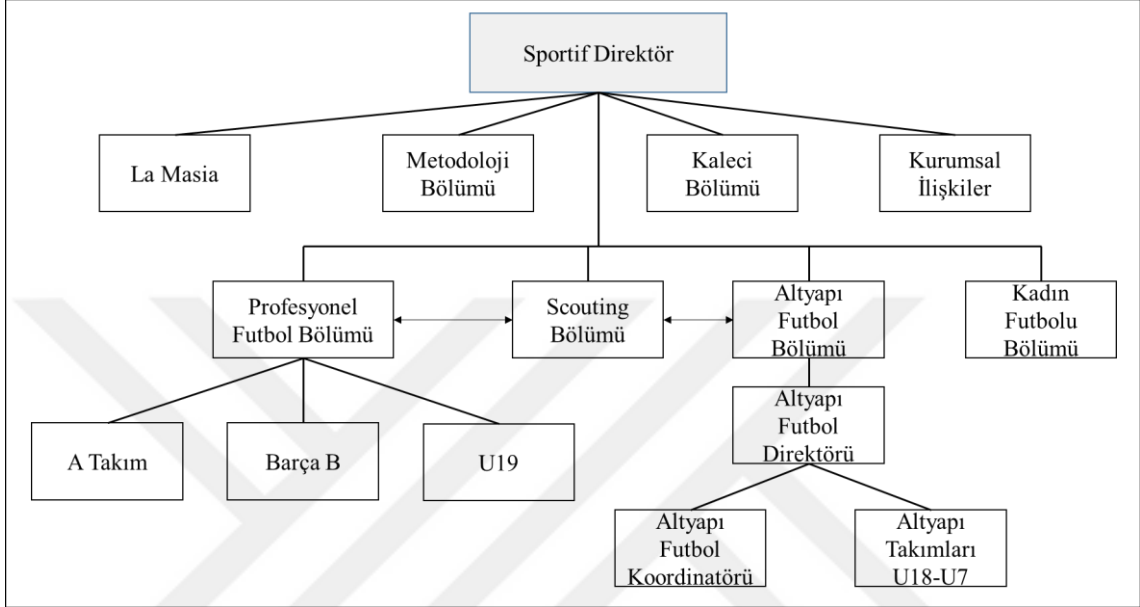 Sportif Direktör
La Masia
Metodoloji
Bölümü
Kaleci
Bölümü
Kurumsal
İlişkiler
Profesyonel
Futbol Bölümü
Scouting
Bölümü
Altyapı
Futbol
Bölümü
Kadın
Futbolu
Bölümü
Altyapı
Futbol
Direktörü
A Takım
Barça B
U19
Altyapı
Futbol
Koordinatörü
Altyapı
Takımları
U18-U7